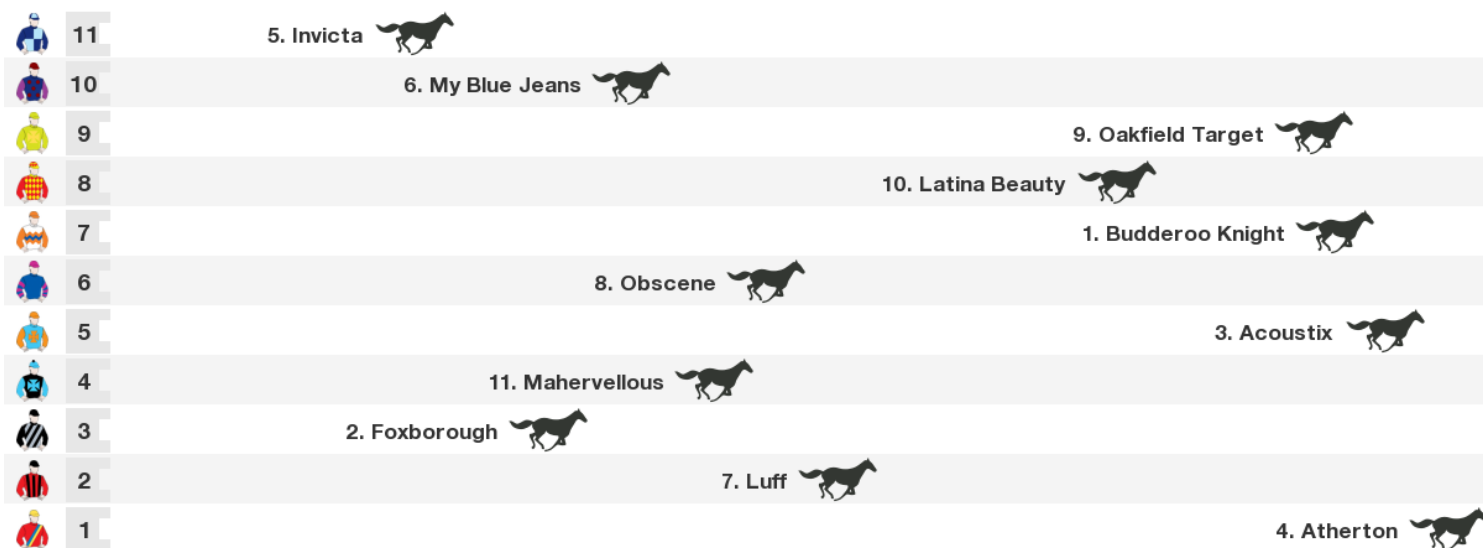 11 5. Invicta
10 6. My Blue Jeans
9 9. Oakfield Target
8 10. Latina Beauty
7 1. Budderoo Knight
6 8. Obscene
5 3. Acoustix
4 11. Mahervellous
3 2. Foxborough
2 7. Luff
1 4. Atherton